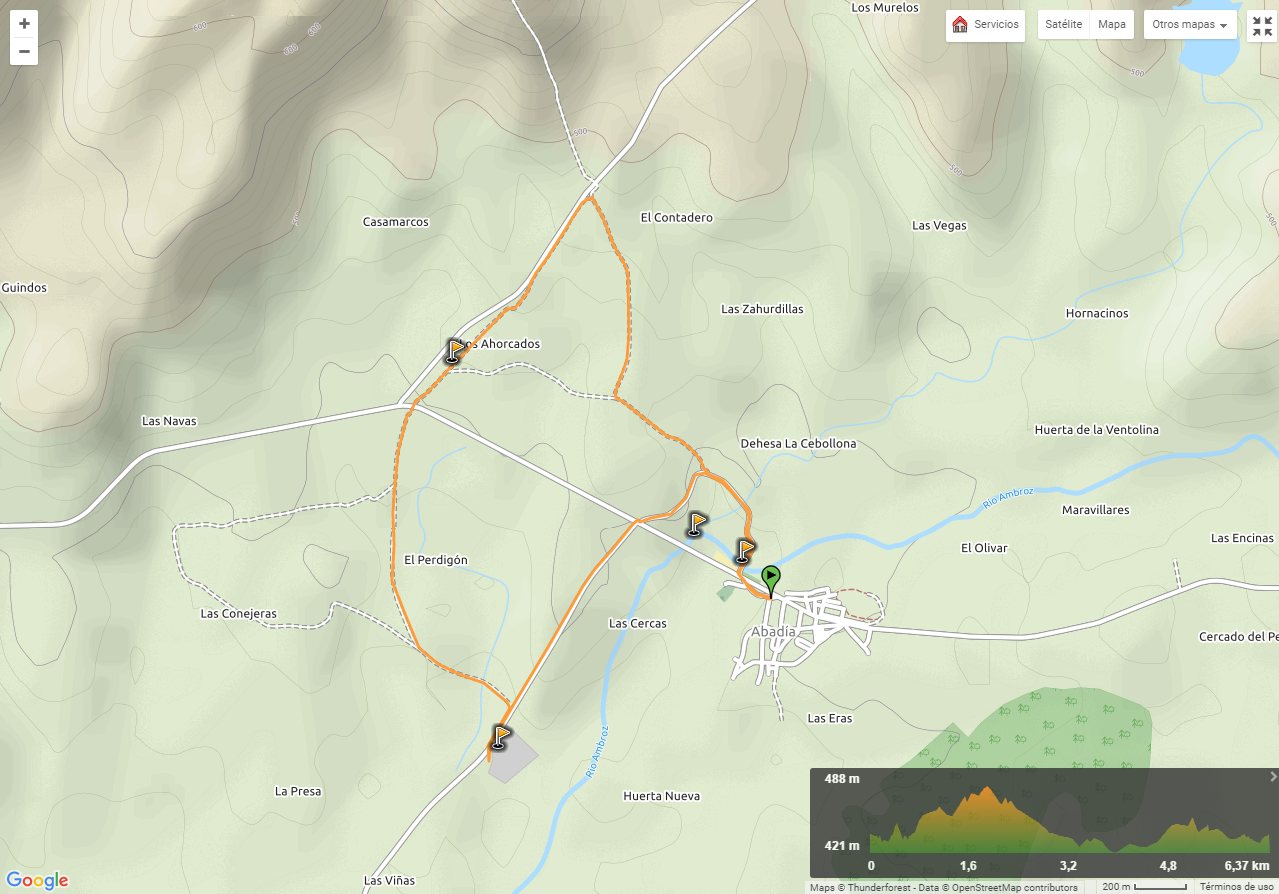 +
−
Los Murelos
Servicios
Satélite
Mapa
Otros mapas
600
600
600
500
500
500
500
500
Casamarcos
El Contadero
Las Vegas
Guindos
Las Zahurdillas
Hornacinos
Los Ahorcados
Las Navas
Huerta de la Ventolina
Dehesa La Cebollona
Río Ambroz
Maravillares
Las Encinas
El Olivar
El Perdigón
Las Conejeras
Las Cercas
Abadía
Cercado del Pe
Las Eras
Río Ambroz
La Presa
Huerta Nueva
Las Viñas
488 m
421 m
0
1,6
3,2
4,8
6,37 km
Google
Maps © Thunderforest - Data © OpenStreetMap contributors
200 m
Términos de uso